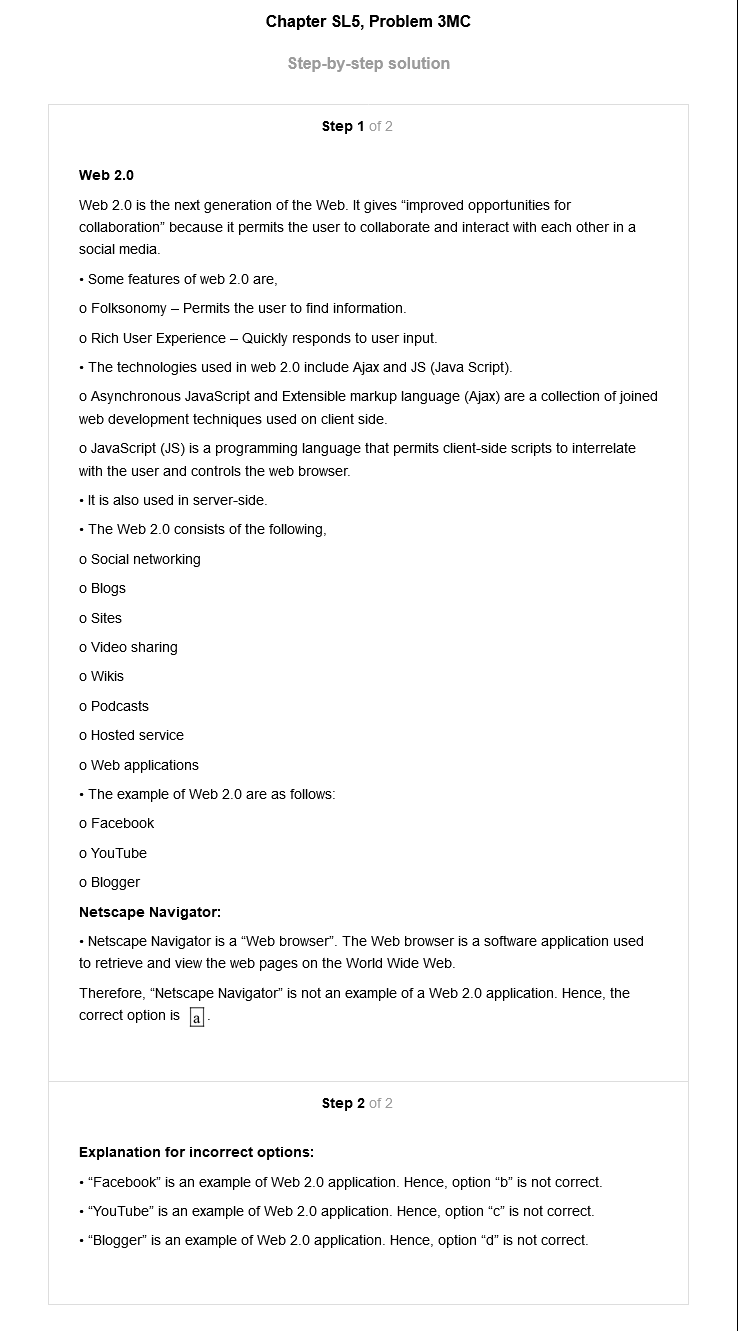 Chapter SL5, Problem 3MC
Step-by-step solution
Step 1 of 2
Web 2.0
Web 2.0 is the next generation of the Web. It gives “improved opportunities for
collaboration” because it permits the user to collaborate and interact with each other in a
social media.
• Some features of web 2.0 are,
o Folksonomy – Permits the user to find information.
o Rich User Experience – Quickly responds to user input.
• The technologies used in web 2.0 include Ajax and JS (Java Script).
o Asynchronous JavaScript and Extensible markup language (Ajax) are a collection of joined
web development techniques used on client side.
o JavaScript (JS) is a programming language that permits client-side scripts to interrelate
with the user and controls the web browser.
• It is also used in server-side.
• The Web 2.0 consists of the following,
o Social networking
o Blogs
o Sites
o Video sharing
o Wikis
o Podcasts
o Hosted service
o Web applications
• The example of Web 2.0 are as follows:
o Facebook
o YouTube
o Blogger
Netscape Navigator:
• Netscape Navigator is a “Web browser”. The Web browser is a software application used
to retrieve and view the web pages on the World Wide Web.
Therefore, “Netscape Navigator” is not an example of a Web 2.0 application. Hence, the
correct option is a .
Step 2 of 2
Explanation for incorrect options:
• “Facebook” is an example of Web 2.0 application. Hence, option “b” is not correct.
• “YouTube” is an example of Web 2.0 application. Hence, option “c” is not correct.
• “Blogger” is an example of Web 2.0 application. Hence, option “d” is not correct.